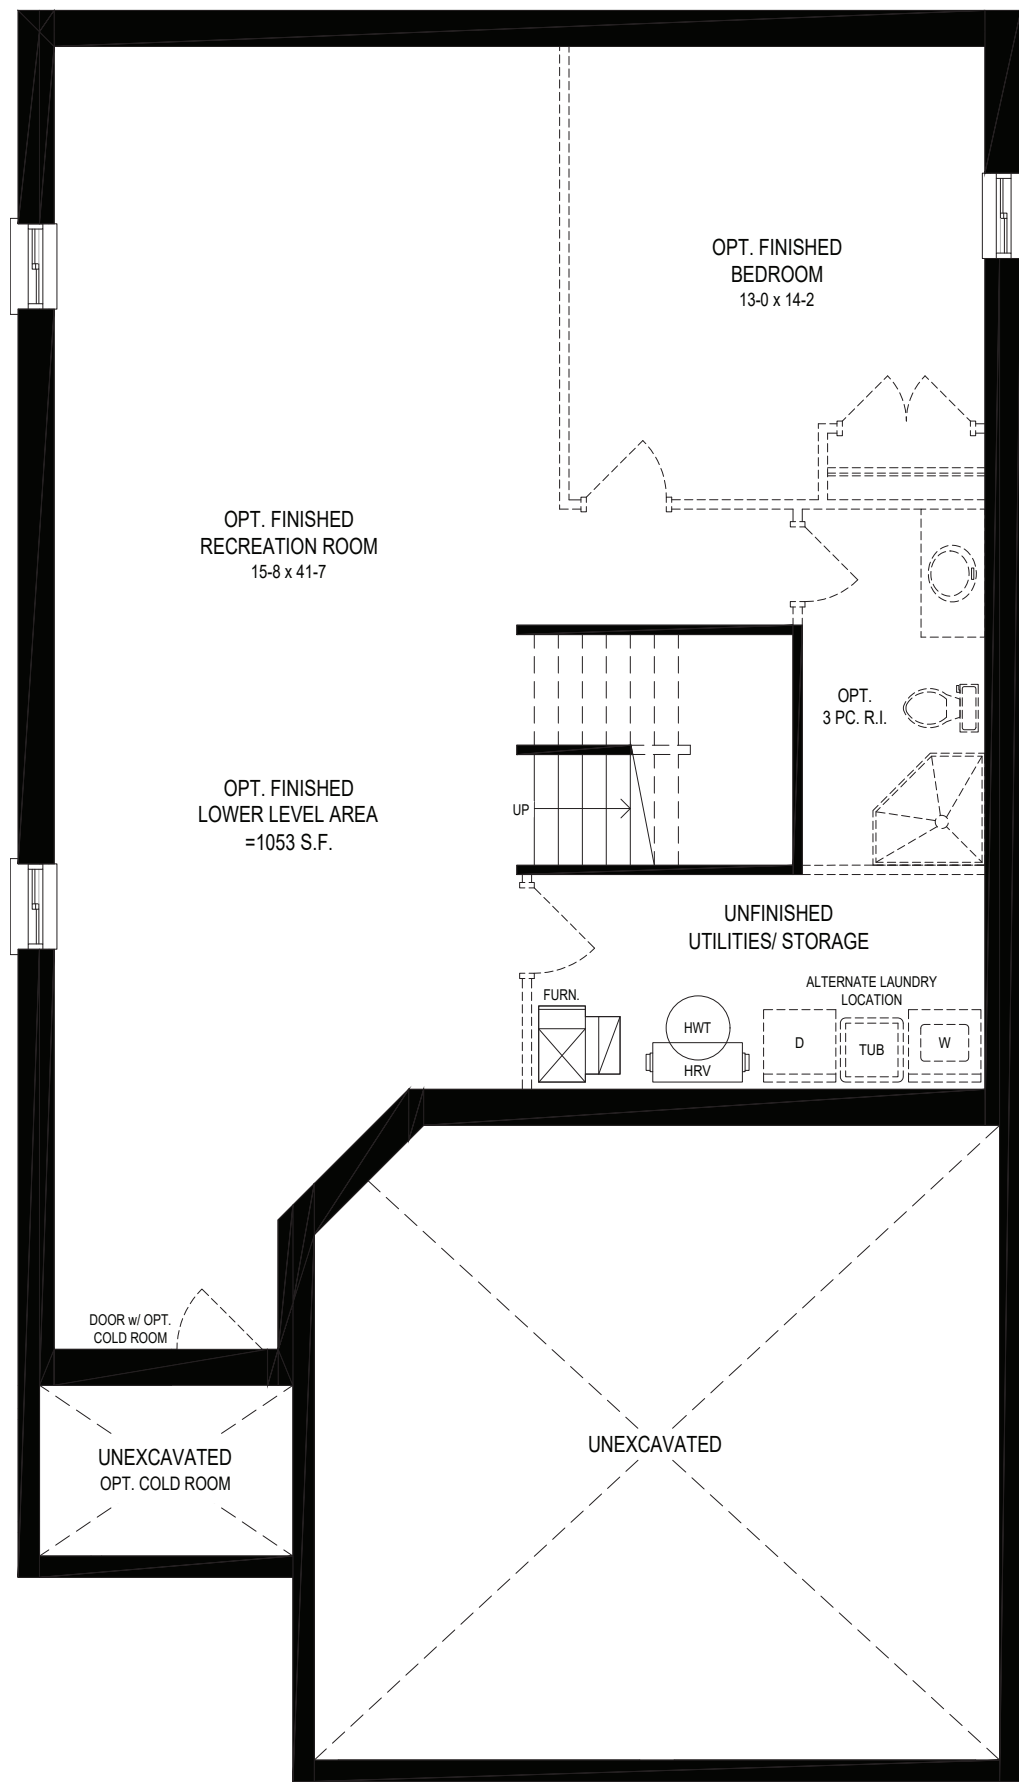 OPT. FINISHED
BEDROOM
13-0 x 14-2
OPT. FINISHED
RECREATION ROOM
15-8 x 41-7
OPT.
3 PC. R.I.
OPT. FINISHED
LOWER LEVEL AREA
=1053 S.F.
UP
UNFINISHED
UTILITIES/ STORAGE
ALTERNATE LAUNDRY
LOCATION
FURN.
HWT
HRV
D
TUB
W
DOOR w/ OPT.
COLD ROOM
UNEXCAVATED
OPT. COLD ROOM
UNEXCAVATED